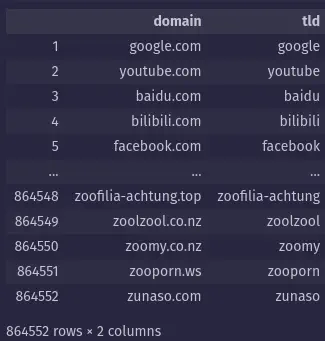 domain tld
1 google.com google
2 youtube.com youtube
3 baidu.com baidu
4 bilibili.com bilibili
5 facebook.com facebook
... ... ...
864548 zoofilia-achtung.top zoofilia-achtung
864549 zoolzool.co.nz zoolzool
864550 zoomy.co.nz zoomy
864551 zooporn.ws zooporn
864552 zunaso.com zunaso
864552 rows × 2 columns